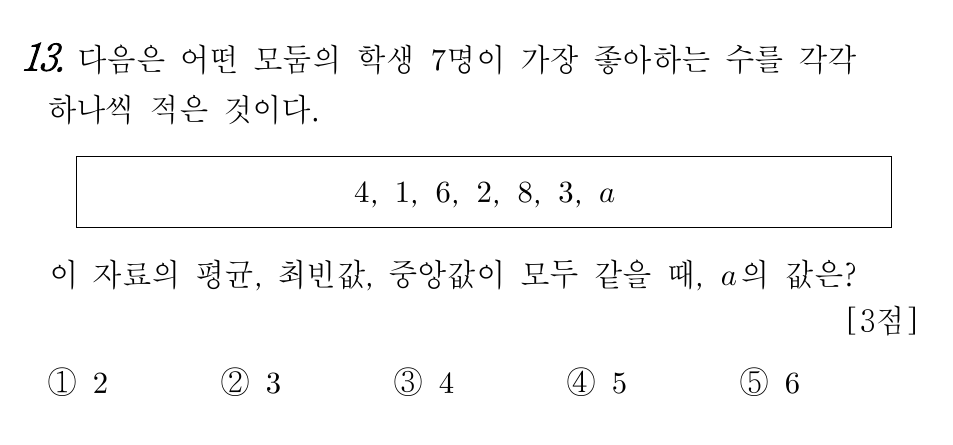 13. 다음은 어떤 모둠의 학생 7명이 가장 좋아하는 수를 각각
하나씩 적은 것이다.
4, 1, 6, 2, 8, 3, a
이 자료의 평균, 최빈값, 중앙값이 모두 같을 때, a의 값은?
[3점]
① 2 ② 3 ③ 4 ④ 5 ⑤ 6